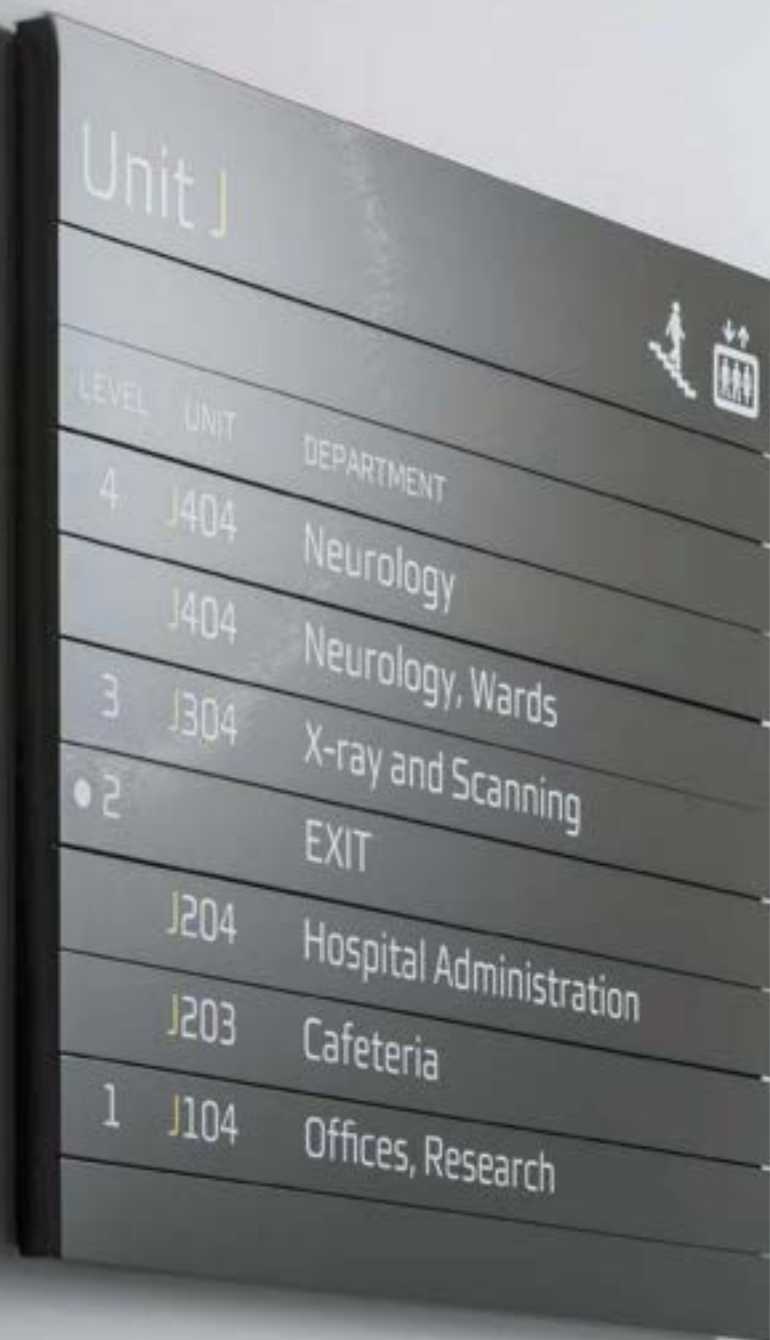 Unit J
LEVEL UNIT DEPARTMENT
4 J404 Neurology
J404 Neurology, Wards
3 J304 X-ray and Scanning
2 EXIT
J204 Hospital Administration
J203 Cafeteria
1 J104 Offices, Research